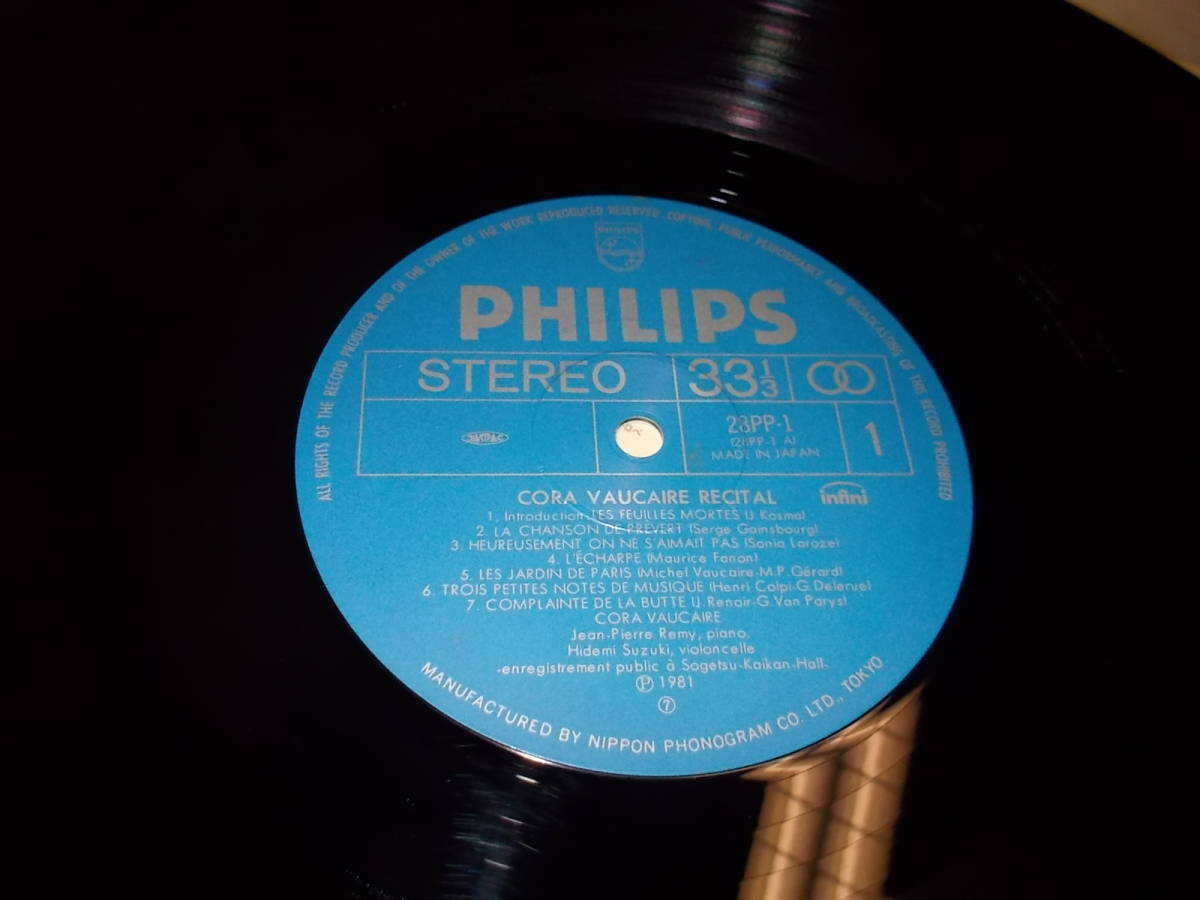 ALL RIGHTS OF THE RECORD PRODUCER AND OF THE OWNER OF THE WORK REPRODUCED RESERVED. COPYING, PUBLIC PERFORMANCE AND BROADCASTING OF THIS RECORD PROHIBITED
PHILIPS
PHILIPS
STEREO 33 1/3
28PP-1
(28PP-1 A)
MADE IN JAPAN
1
CORA VAUCAIRE RECITAL infini
1. Introduction-LES FEUILLES MORTES (J. Kosma)
2. LA CHANSON DE PRÉVERT (Serge Gainsbourg)
3. HEUREUSEMENT ON NE S'AIMAIT PAS (Sonia Laroze)
4. L'ÉCHARPE (Maurice Fanon)
5. LES JARDIN DE PARIS (Michel Vaucaire-M.P. Gérard)
6. TROIS PETITES NOTES DE MUSIQUE (Henri Colpi-G. Delerue)
7. COMPLAINTE DE LA BUTTE (J. Renoir-G. Van Parys)
CORA VAUCAIRE
Jean-Pierre Remy, piano.
Hidemi Suzuki, violoncelle
-enregistrement public à Sogetsu-Kaikan-Hall-
Ⓟ 1981
⑦
MANUFACTURED BY NIPPON PHONOGRAM CO. LTD., TOKYO